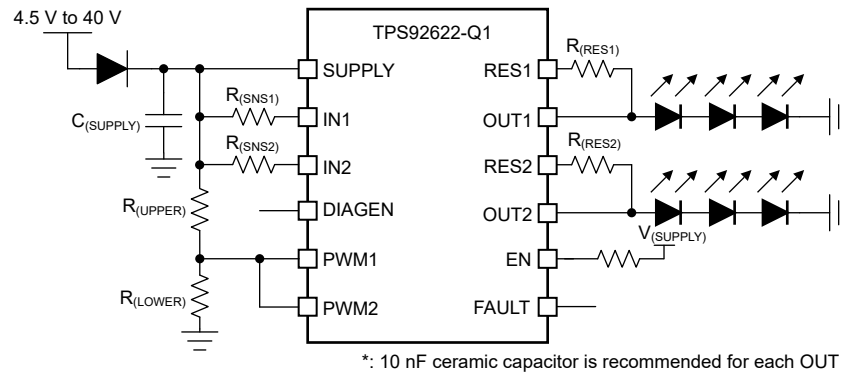 4.5 V to 40 V
TPS92622-Q1
SUPPLY
RES1
R(RES1)
R(SNS1)
C(SUPPLY)
IN1
OUT1
R(SNS2)
IN2
RES2
R(RES2)
R(UPPER)
DIAGEN
OUT2
V(SUPPLY)
PWM1
EN
R(LOWER)
PWM2
FAULT
*: 10 nF ceramic capacitor is recommended for each OUT